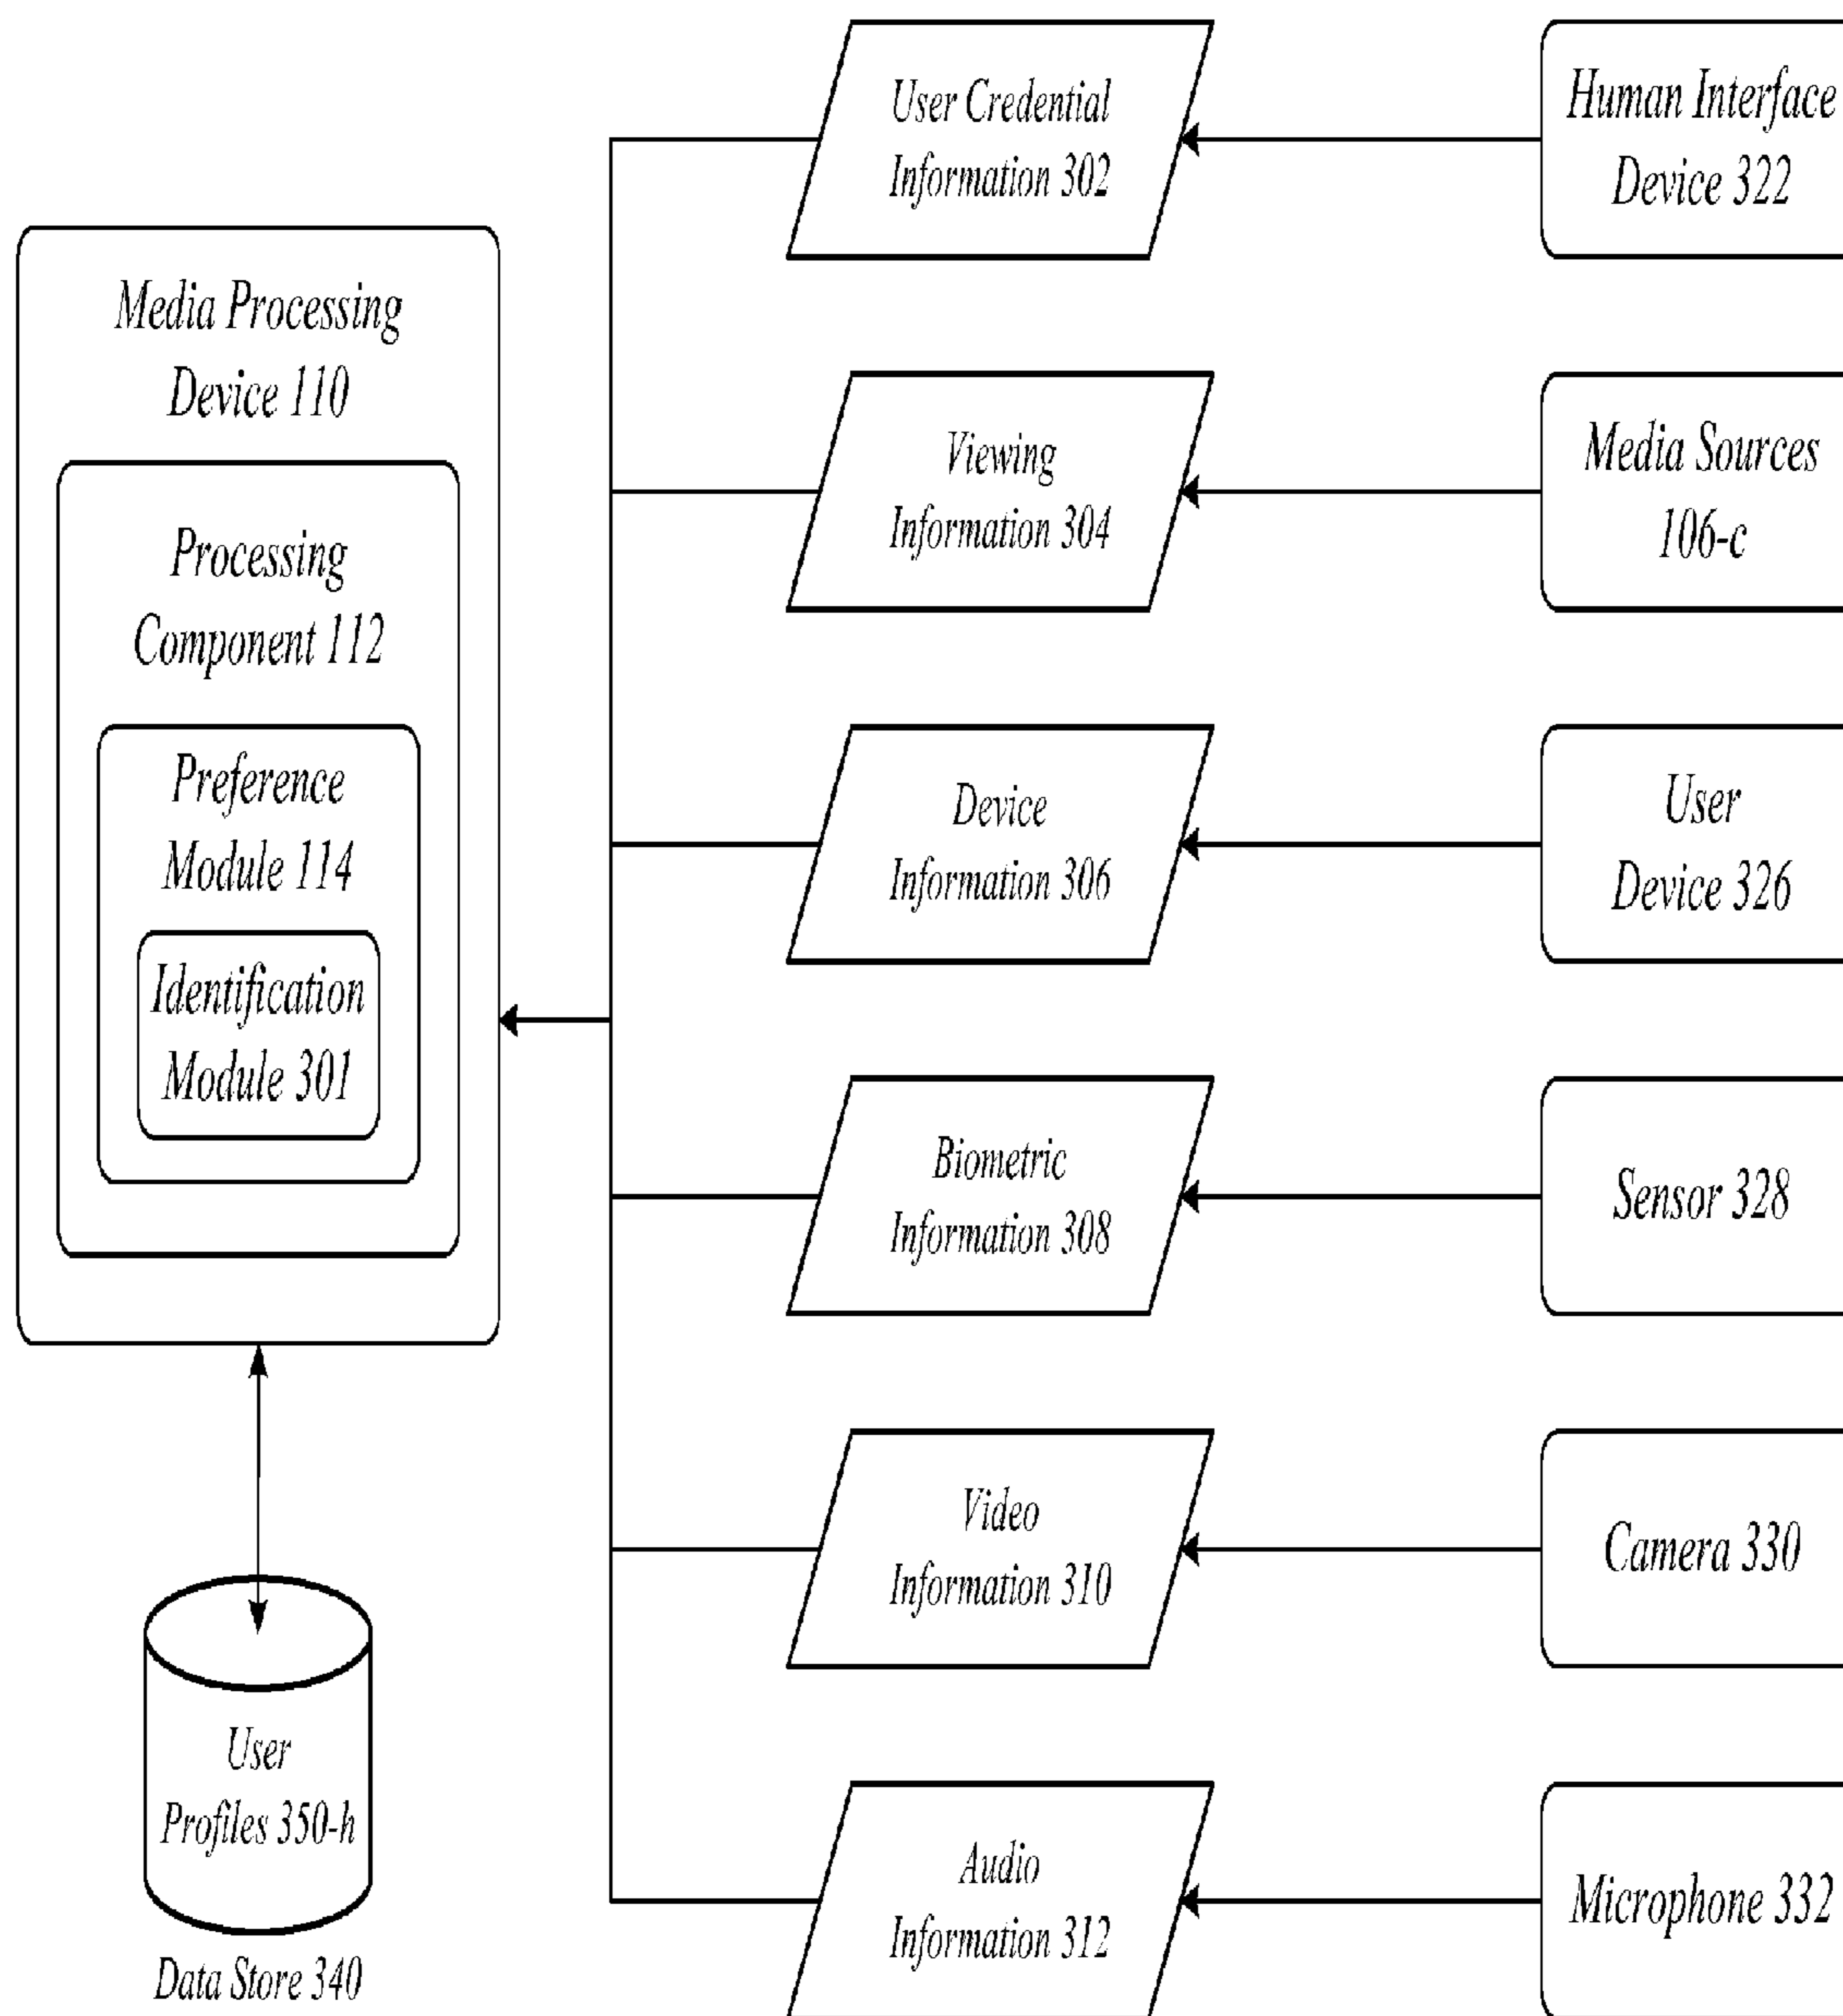 Media Processing
Device 110
Processing
Component 112
Preference
Module 114
Identification
Module 301
User
Profiles 350-h
Data Store 340
User Credential
Information 302
Human Interface
Device 322
Viewing
Information 304
Media Sources
106-c
Device
Information 306
User
Device 326
Biometric
Information 308
Sensor 328
Video
Information 310
Camera 330
Audio
Information 312
Microphone 332